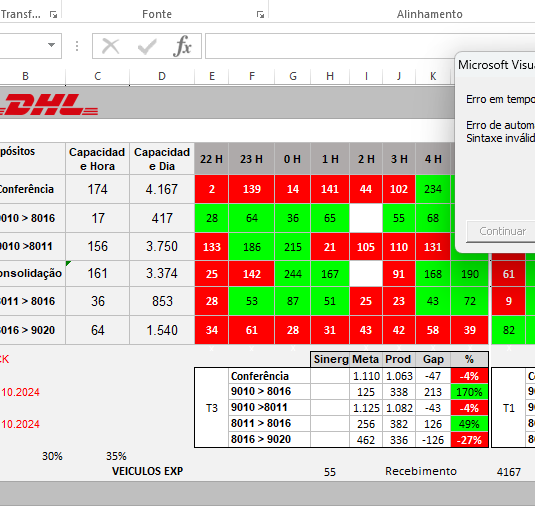 Transf...
Fonte
Alinhamento
fx
Microsoft Visua
Erro em tempo
Erro de autom
Sintaxe inválid
Continuar
B C D E F G H I J K
DHL
pósitos Capacidad e Hora Capacidad e Dia 22 H 23 H 0 H 1 H 2 H 3 H 4 H
Conferência 174 4.167 2 139 14 141 44 102 234
9010 > 8016 17 417 28 64 36 65 55 68
9010 >8011 156 3.750 133 186 215 21 105 110 131
onsolidação 161 3.374 25 142 244 167 91 168 190 61
8011 > 8016 36 853 28 53 87 51 25 23 43 72 9
8016 > 9020 64 1.540 34 61 28 31 43 42 58 39 82
CK
Sinerg Meta Prod Gap %
Conferência 1.110 1.063 -47 -4%
.10.2024 9010 > 8016 125 338 213 170%
T3 9010 >8011 1.125 1.082 -43 -4% T1
.10.2024 8011 > 8016 256 382 126 49%
8016 > 9020 462 336 -126 -27%
30% 35%
VEICULOS EXP 55 Recebimento 4167